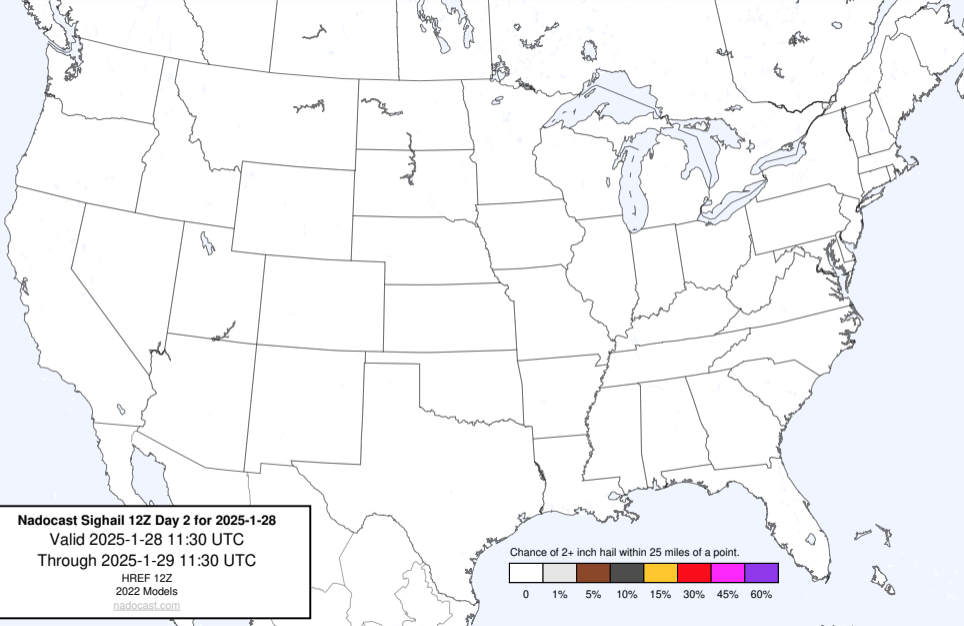 Nadocast Sighail 12Z Day 2 for 2025-1-28
Valid 2025-1-28 11:30 UTC
Through 2025-1-29 11:30 UTC
HREF 12Z
2022 Models
nadocast.com
Chance of 2+ inch hail within 25 miles of a point.
0 1% 5% 10% 15% 30% 45% 60%